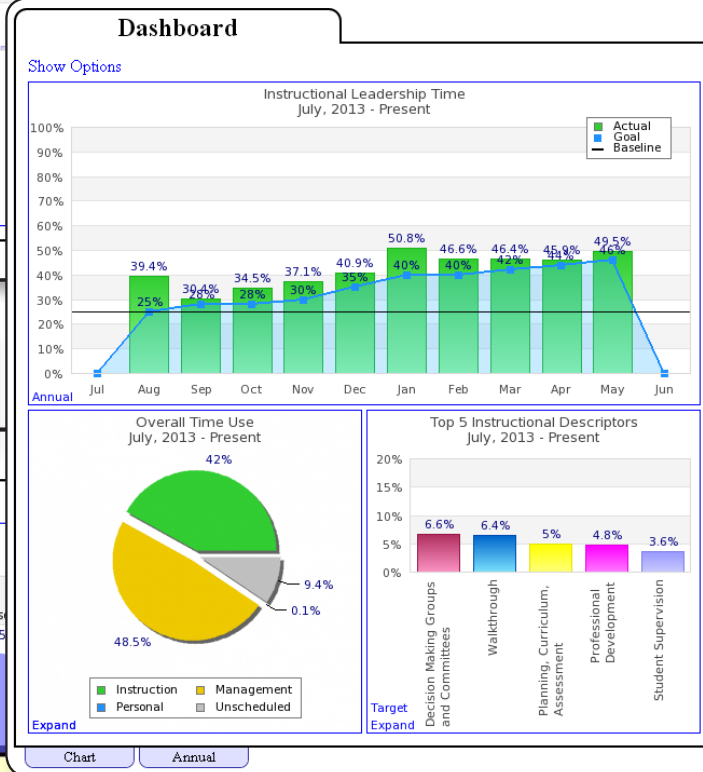 Dashboard
Show Options
Instructional Leadership Time
July, 2013 - Present
Actual
Goal
Baseline
100%
90%
80%
70%
60%
50%
40%
30%
20%
10%
0%
39.4%
30.4%
34.5%
37.1%
40.9%
50.8%
46.6%
46.4%
45.9%
49.5%
25%
28%
28%
30%
35%
40%
40%
42%
44%
46%
Jul Aug Sep Oct Nov Dec Jan Feb Mar Apr May Jun
Annual
Overall Time Use
July, 2013 - Present
42%
9.4%
0.1%
48.5%
Instruction Management
Personal Unscheduled
Expand
Top 5 Instructional Descriptors
July, 2013 - Present
20%
15%
10%
5%
0%
6.6% 6.4% 5% 4.8% 3.6%
Decision Making Groups
and Committees
Walkthrough
Planning, Curriculum,
Assessment
Professional
Development
Student Supervision
Target
Expand
Chart Annual